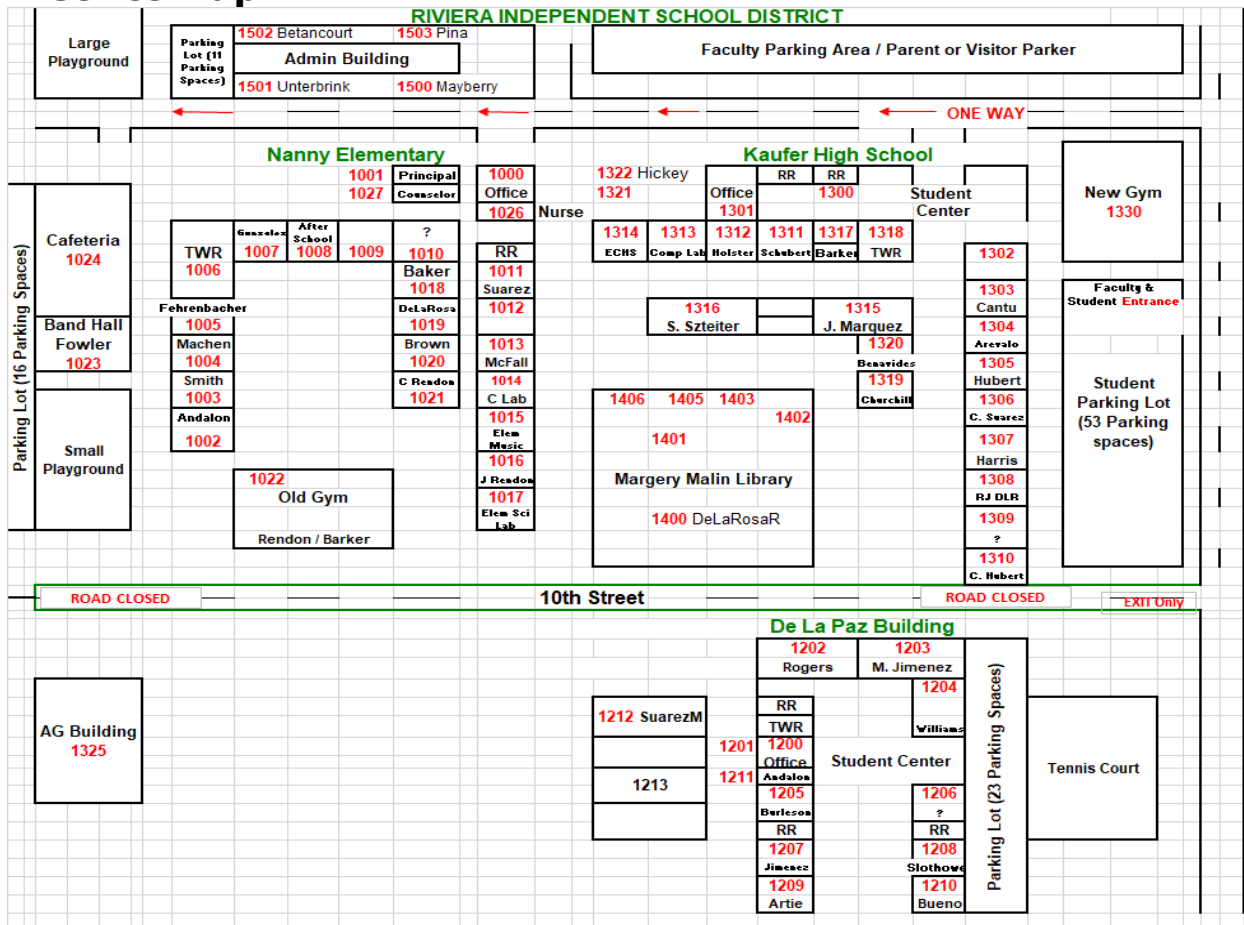 RIVIERA INDEPENDENT SCHOOL DISTRICT
Large
Playground
Parking
Lot (11
Parking
Spaces)
1502 Betancourt
1503 Pina
Admin Building
1501 Unterbrink
1500 Mayberry
Faculty Parking Area / Parent or Visitor Parker
ONE WAY
Nanny Elementary
1001 Principal
1027 Counselor
1000
Office
1026 Nurse
Parking Lot (16 Parking Spaces)
Cafeteria
1024
Band Hall
Fowler
1023
Small
Playground
TWR
1006
Fehrenbacher
1005
Machen
1004
Smith
1003
Andalon
1002
Gonzalez
1007
After
School
1008
1009
?
1010
Baker
1018
DeLaRosa
1019
Brown
1020
C Rendon
1021
RR
1011
Suarez
1012
1013
McFall
1014
C Lab
1015
Elem
Music
1016
J Rendon
1017
Elem Sci
Lab
1022
Old Gym
Rendon / Barker
Kaufer High School
1322 Hickey
1321
Office
1301
RR
RR
1300
Student
Center
1314
ECHS
1313
Comp Lab
1312
Holster
1311
Schubert
1317
Barker
1318
TWR
1316
S. Szteiter
1315
J. Marquez
1320
Benavides
1319
Churchill
1302
1303
Cantu
1304
Arevalo
1305
Hubert
1306
C. Suarez
1307
Harris
1308
RJ DLR
1309
?
1310
C. Hubert
1406
1405
1403
1402
1401
Margery Malin Library
1400 DeLaRosaR
New Gym
1330
Faculty &
Student Entrance
Student
Parking Lot
(53 Parking
spaces)
ROAD CLOSED
10th Street
ROAD CLOSED
EXIT Only
De La Paz Building
1202
Rogers
1203
M. Jimenez
1204
Williams
RR
TWR
1201
1200
Office
1211
Andalon
1205
Burleson
RR
1207
Jimenez
1209
Artie
Student Center
1206
?
RR
1208
Slothowe
1210
Bueno
1212 SuarezM
1213
AG Building
1325
Parking Lot (23 Parking Spaces)
Tennis Court